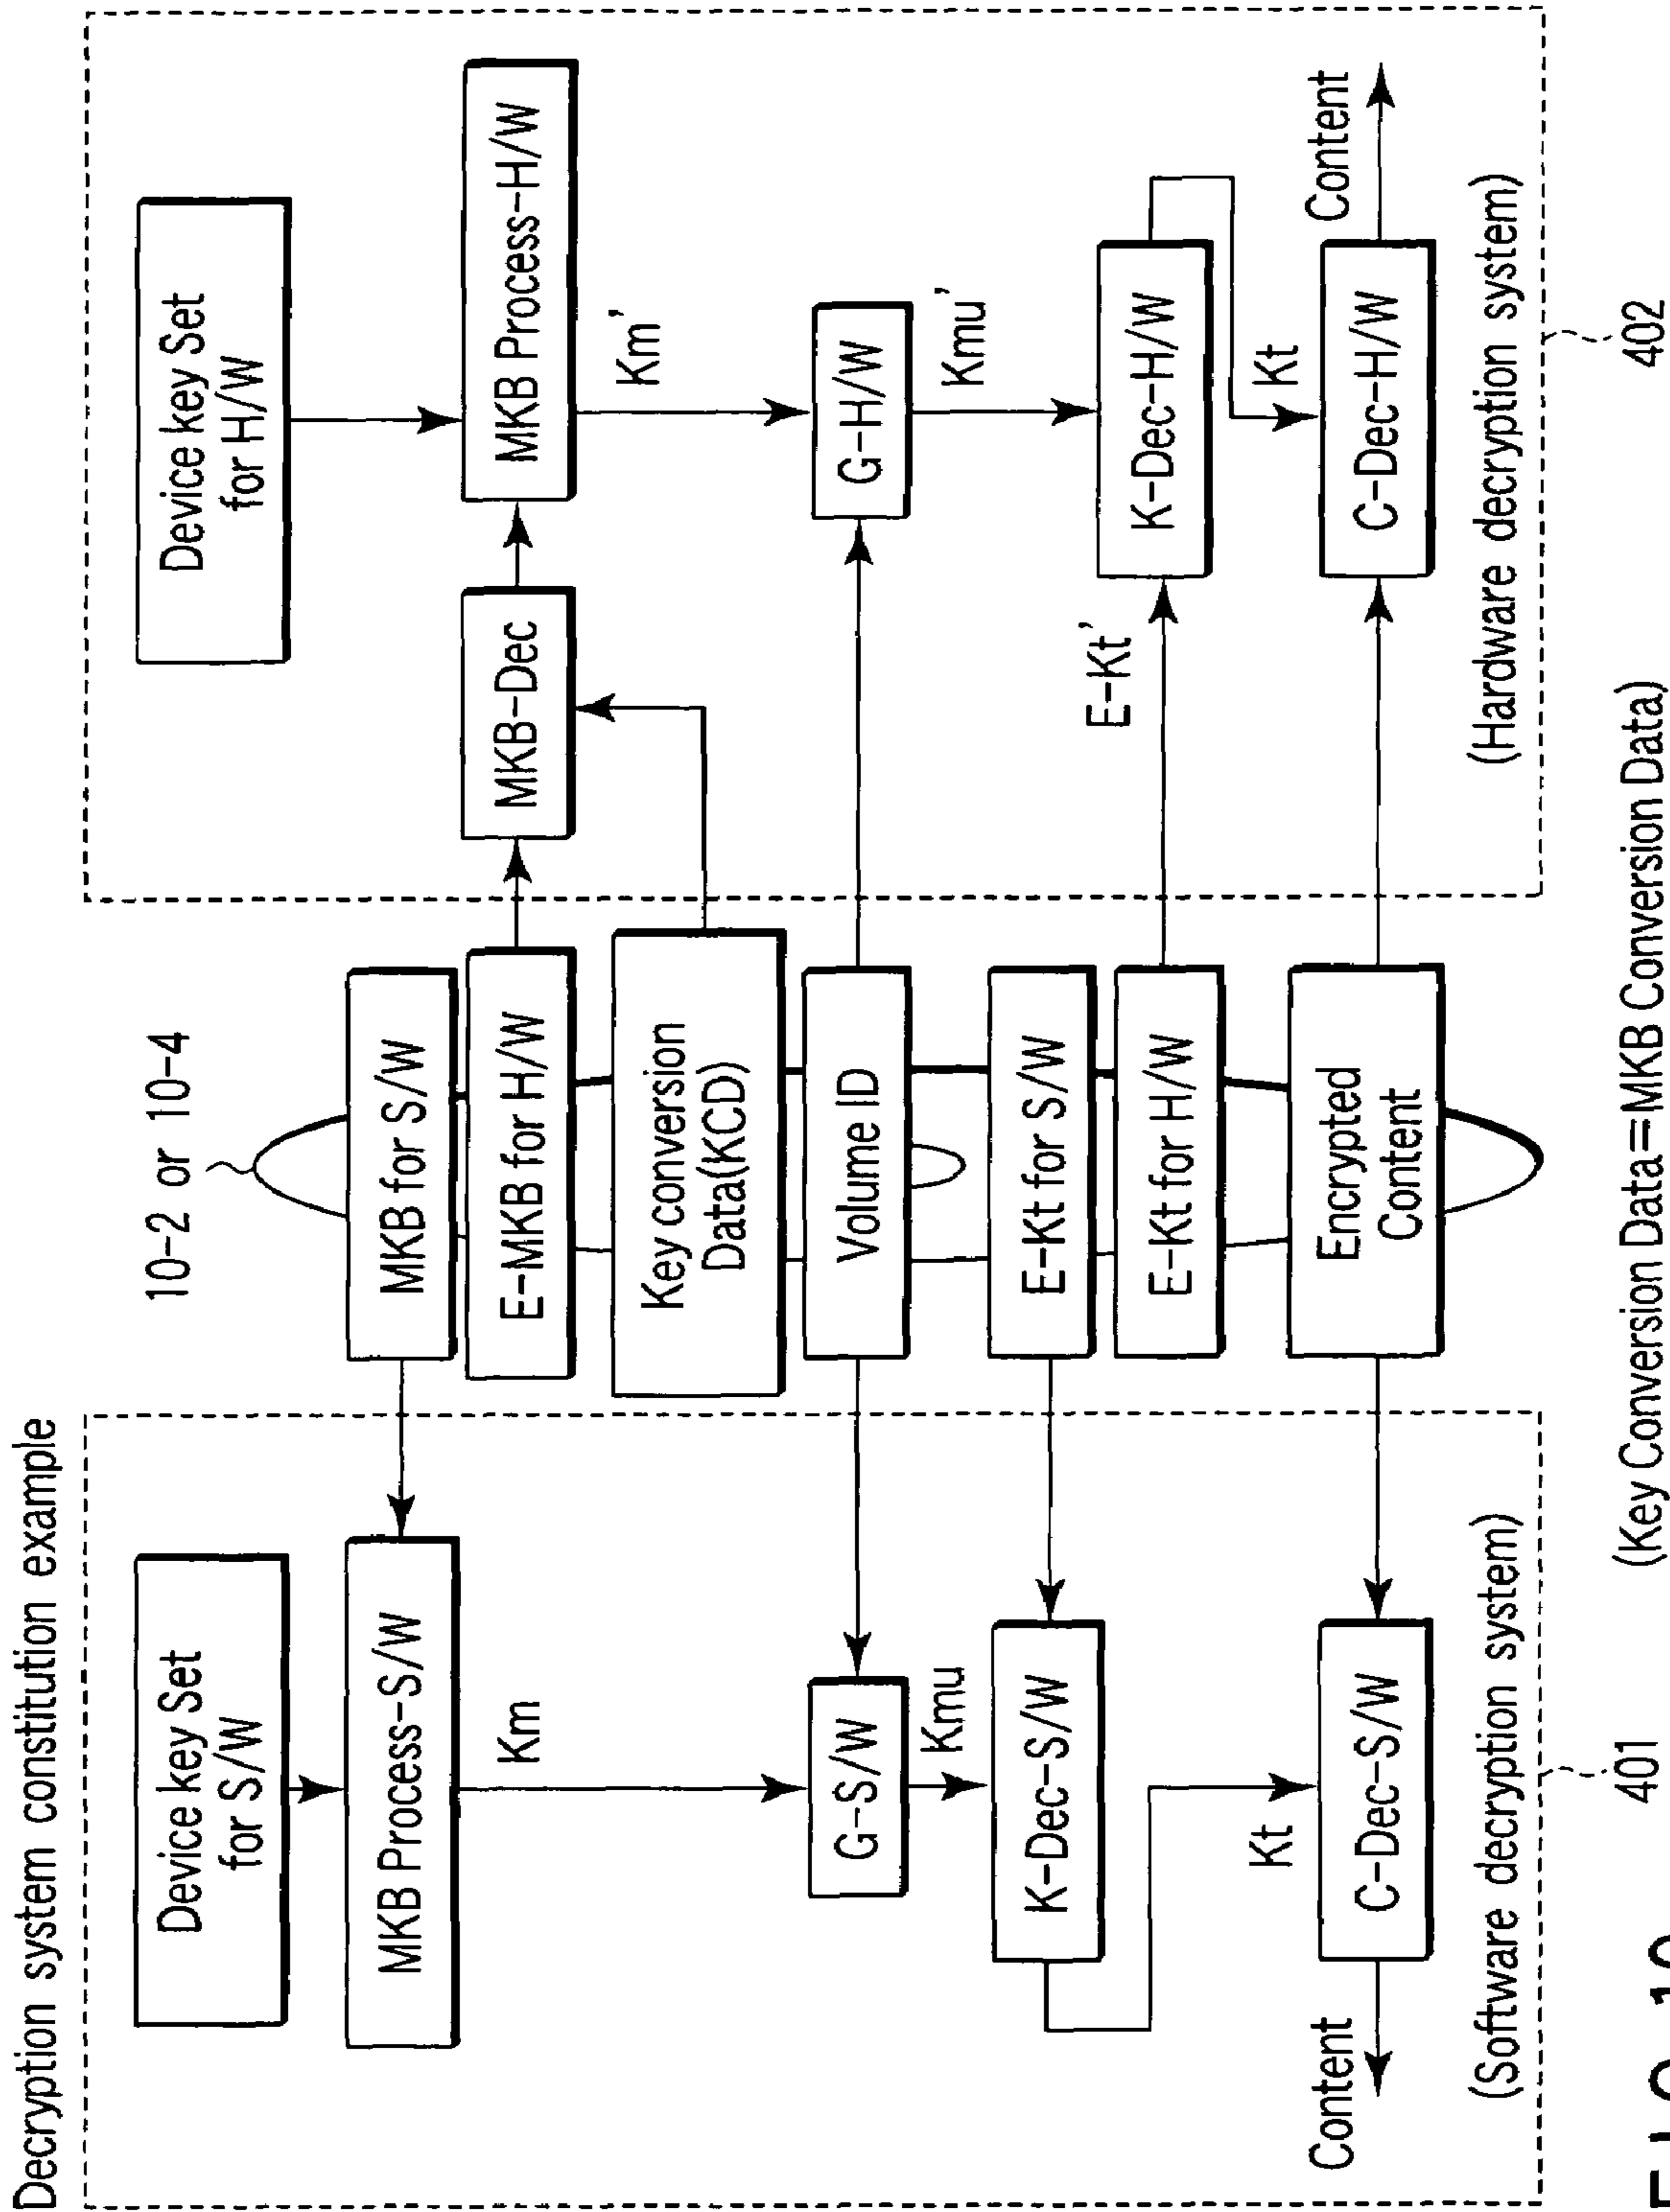 Decryption system constitution example
Device key Set
for S/W
MKB Process-S/W
Km
G-S/W
Kmu
K-Dec-S/W
Kt
C-Dec-S/W
Content
(Software decryption system)
401
10-2 or 10-4
MKB for S/W
E-MKB for H/W
Key conversion
Data(KCD)
Volume ID
E-Kt for S/W
E-Kt for H/W
Encrypted
Content
Device key Set
for H/W
MKB-Dec
MKB Process-H/W
Km'
G-H/W
Kmu'
E-Kt'
K-Dec-H/W
Kt
C-Dec-H/W
Content
(Hardware decryption system)
402
(Key Conversion Data=MKB Conversion Data)